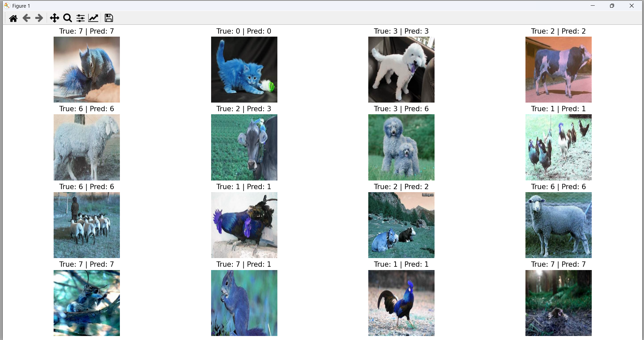 Figure 1
True: 7 | Pred: 7
True: 0 | Pred: 0
True: 3 | Pred: 3
True: 2 | Pred: 2
True: 6 | Pred: 6
True: 2 | Pred: 3
True: 3 | Pred: 6
True: 1 | Pred: 1
True: 6 | Pred: 6
True: 1 | Pred: 1
True: 2 | Pred: 2
True: 6 | Pred: 6
True: 7 | Pred: 7
True: 7 | Pred: 1
True: 1 | Pred: 1
True: 7 | Pred: 7